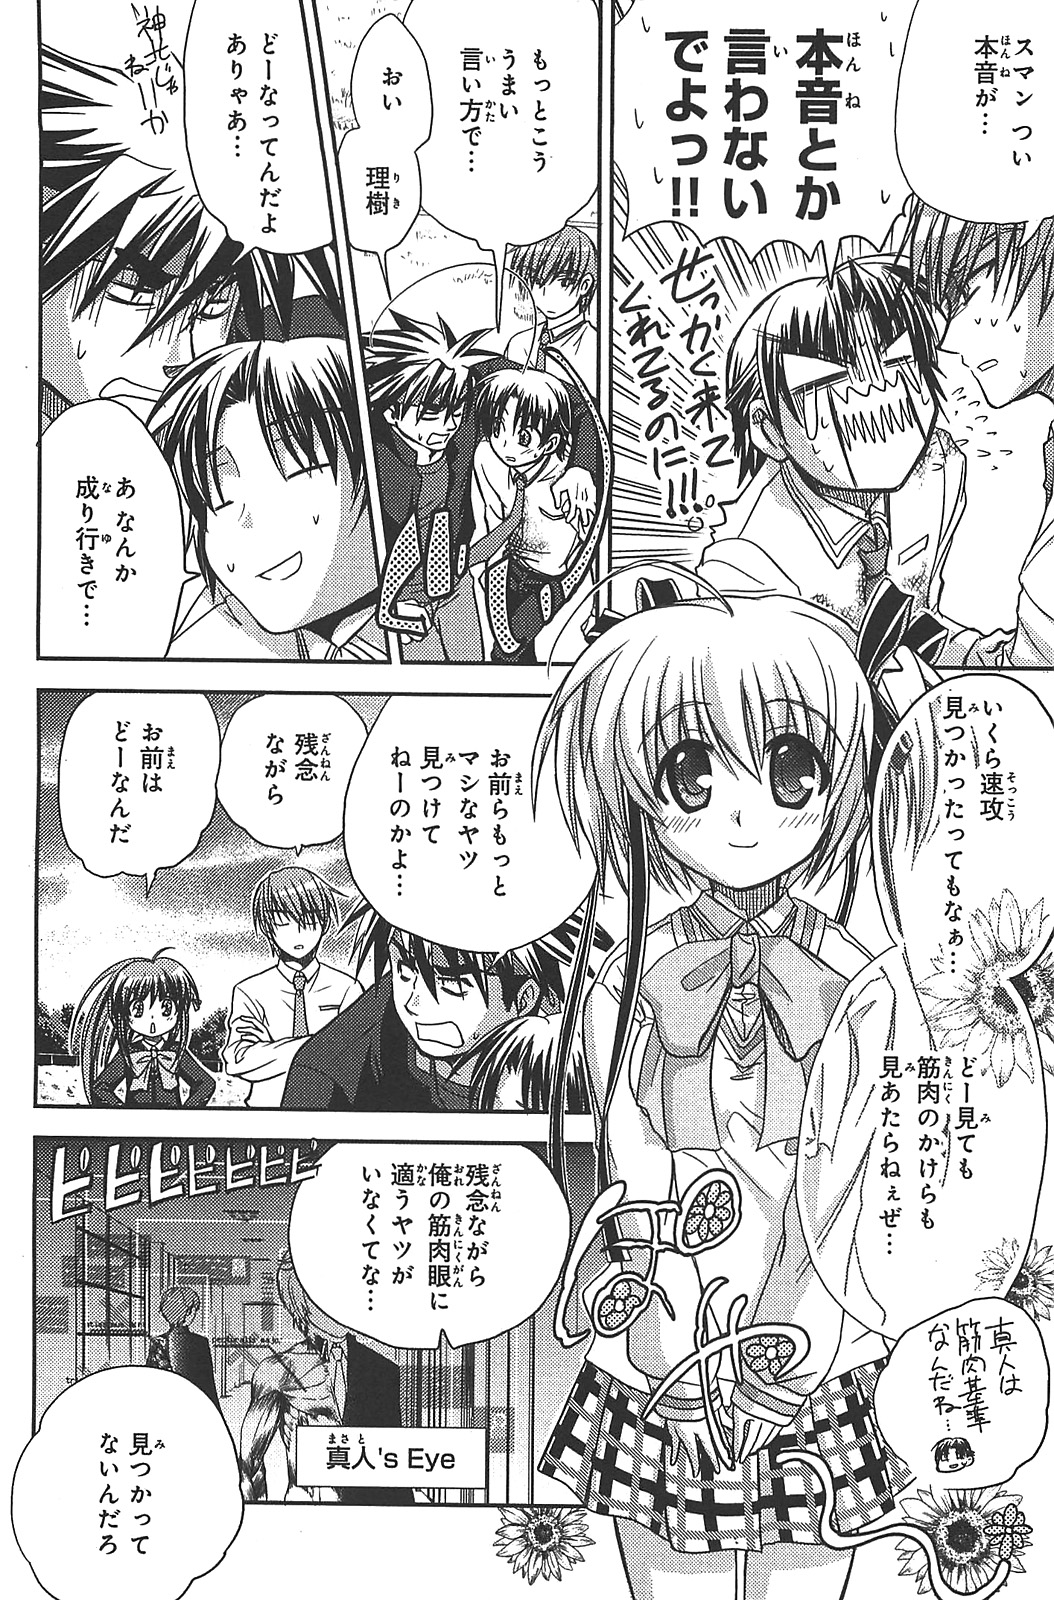 スマン つい
本音が…
本音とか
言わない
でよっ!!
せっかく来て
くれてるのに!!!
もっとこう
うまい
言い方で…
おい
理樹
どーなってんだよ
ありゃあ…
神北じゃ
ねーか
あ なんか
成り行きで…
いくら速攻
見つかったってもなぁ…
どー見ても
筋肉のかけらも
見あたらねぇぜ…
真人は
筋肉基準
なんだね…
お前らもっと
マシなヤツ
見つけて
ねーのかよ…
残念
ながら
お前は
どーなんだ
残念ながら
俺の筋肉眼に
適うヤツが
いなくてな…
ピピピピピピピ
真人's Eye
見つかって
ないんだろ